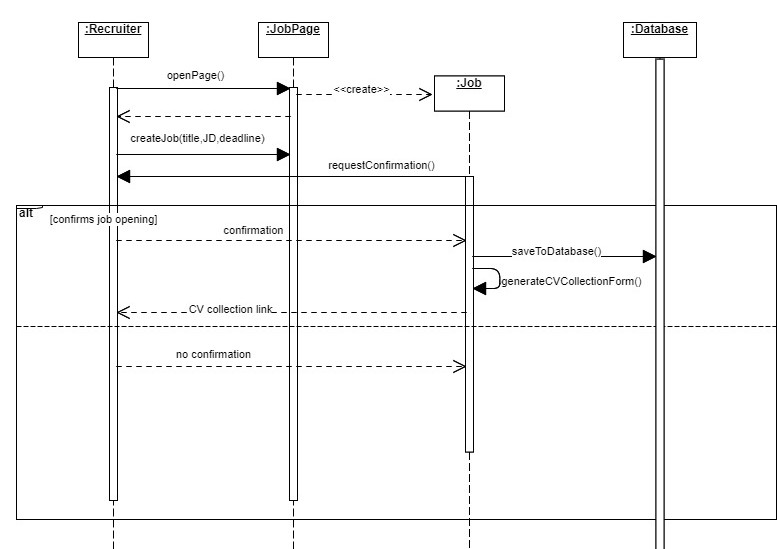 :Recruiter
:JobPage
:Database
openPage()
<<create>>
:Job
createJob(title,JD,deadline)
requestConfirmation()
alt
[confirms job opening]
confirmation
saveToDatabase()
generateCVCollectionForm()
CV collection link
no confirmation